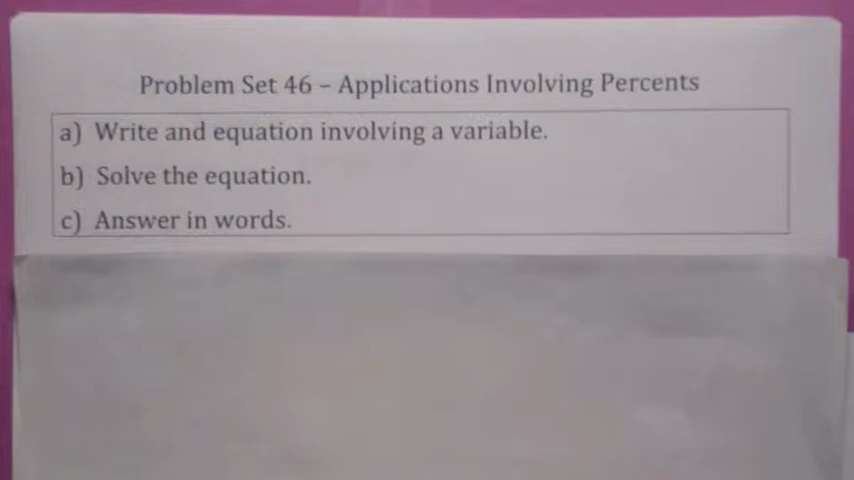 Problem Set 46 – Applications Involving Percents
a) Write and equation involving a variable.
b) Solve the equation.
c) Answer in words.